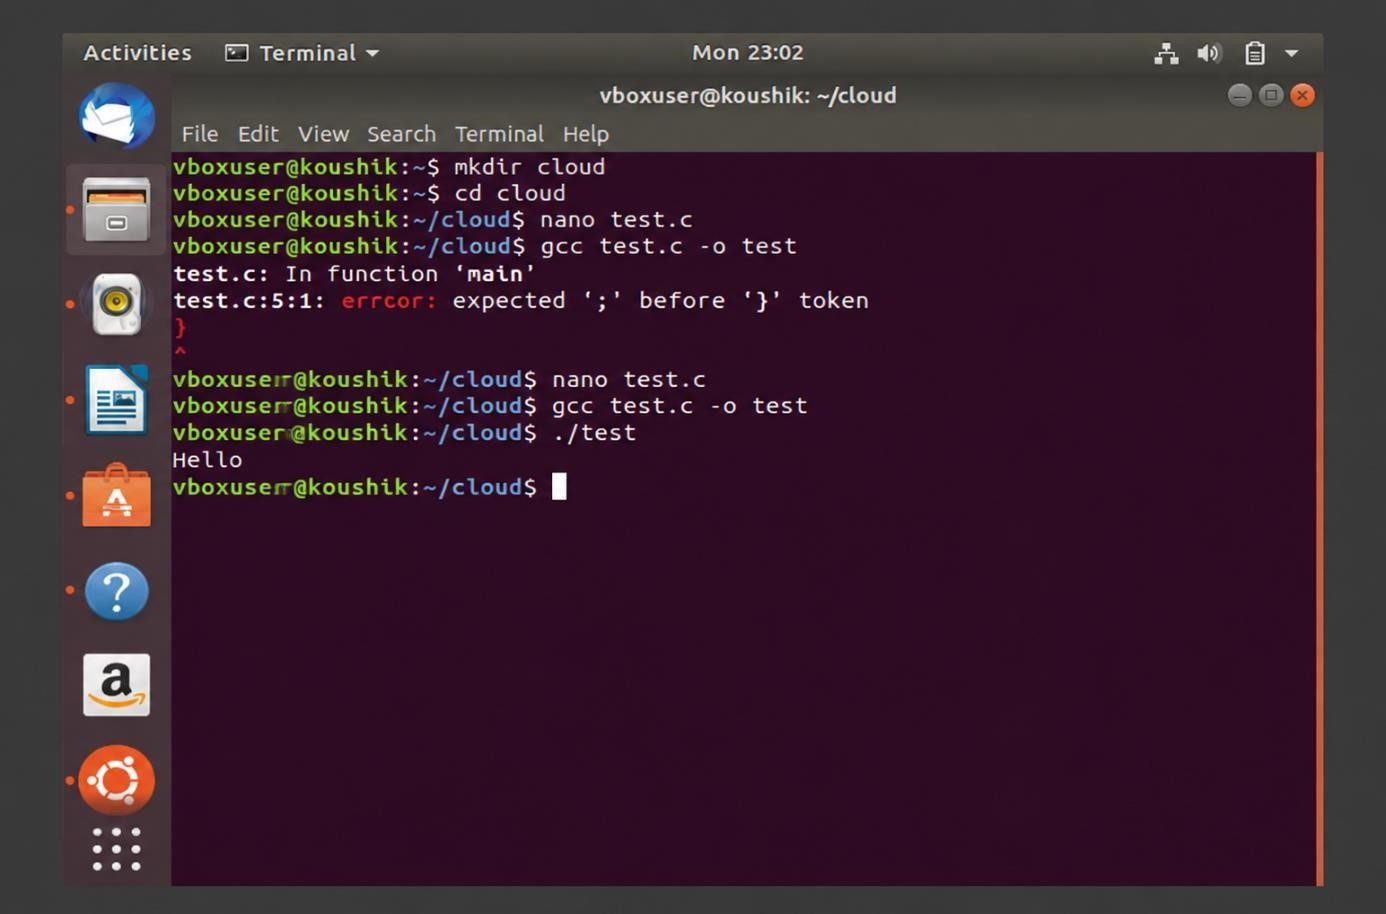 Activities Terminal Mon 23:02
vboxuser@koushik: ~/cloud
File Edit View Search Terminal Help
vboxuser@koushik:~$ mkdir cloud
vboxuser@koushik:~$ cd cloud
vboxuser@koushik:~/cloud$ nano test.c
vboxuser@koushik:~/cloud$ gcc test.c -o test
test.c: In function ‘main’
test.c:5:1: errcor: expected ‘;’ before ‘}’ token
}
^
vboxuser@koushik:~/cloud$ nano test.c
vboxuser@koushik:~/cloud$ gcc test.c -o test
vboxuser@koushik:~/cloud$ ./test
Hello
vboxuser@koushik:~/cloud$